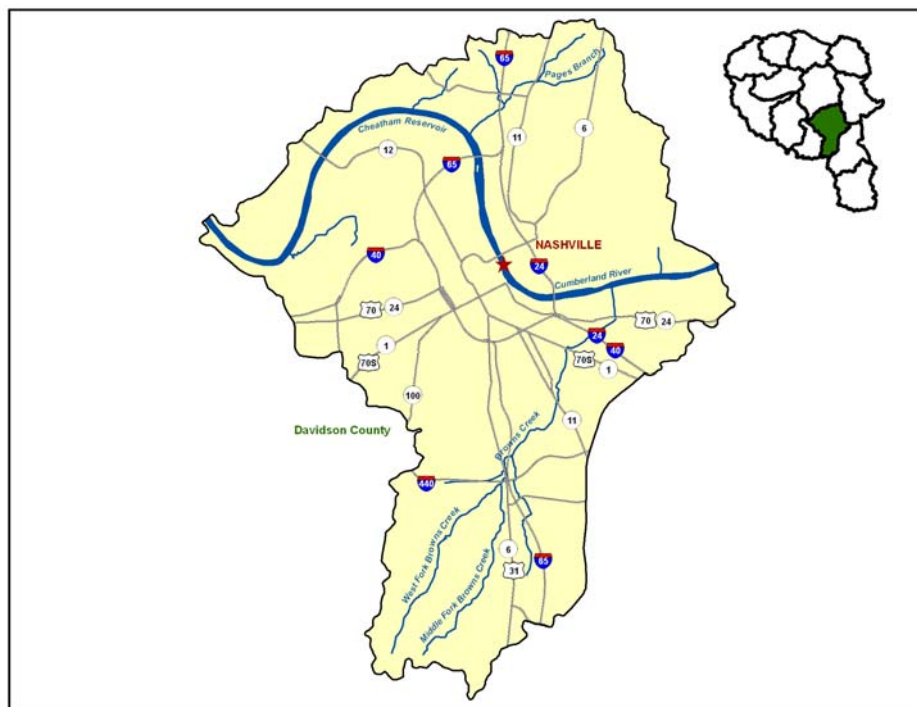 65
Pages Branch
6
11
Cheatham Reservoir
12
65
NASHVILLE
40
24
Cumberland River
70
24
70
24
24
1
40
70S
70S
1
100
11
Davidson County
Browns Creek
440
West Fork Browns Creek
6
65
31
Middle Fork Browns Creek